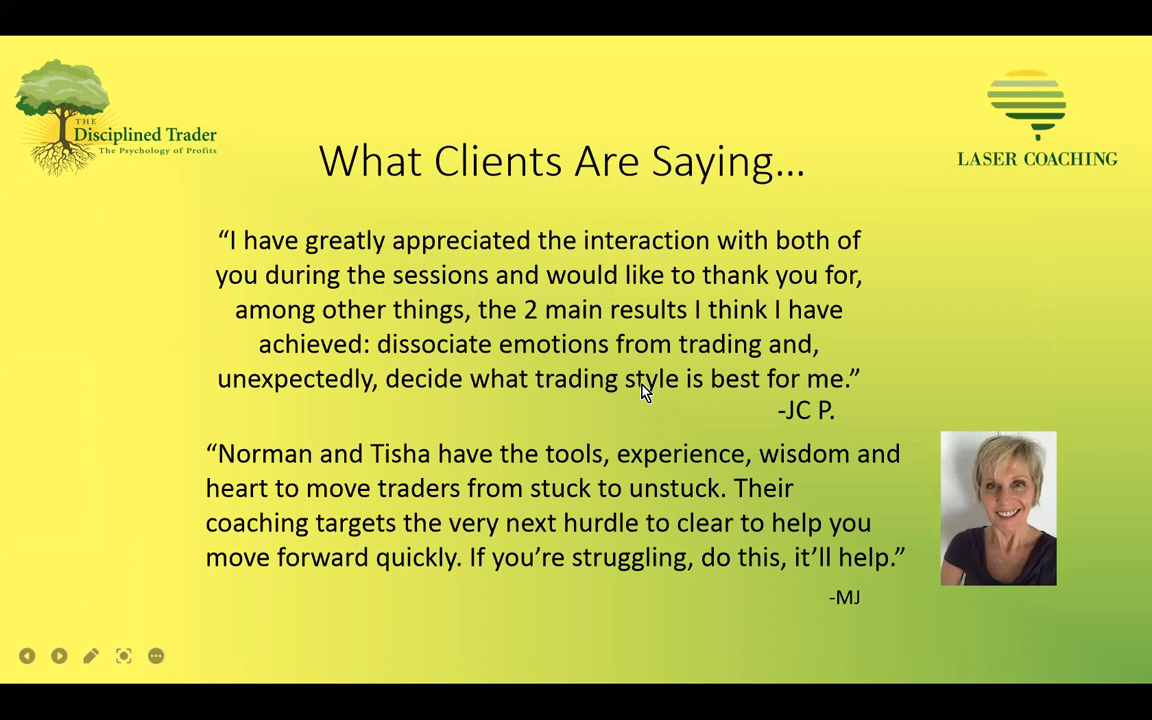 THE
Disciplined Trader
The Psychology of Profits
LASER COACHING
What Clients Are Saying...
“I have greatly appreciated the interaction with both of
you during the sessions and would like to thank you for,
among other things, the 2 main results I think I have
achieved: dissociate emotions from trading and,
unexpectedly, decide what trading style is best for me.”
-JC P.
“Norman and Tisha have the tools, experience, wisdom and
heart to move traders from stuck to unstuck. Their
coaching targets the very next hurdle to clear to help you
move forward quickly. If you’re struggling, do this, it’ll help.”
-MJ